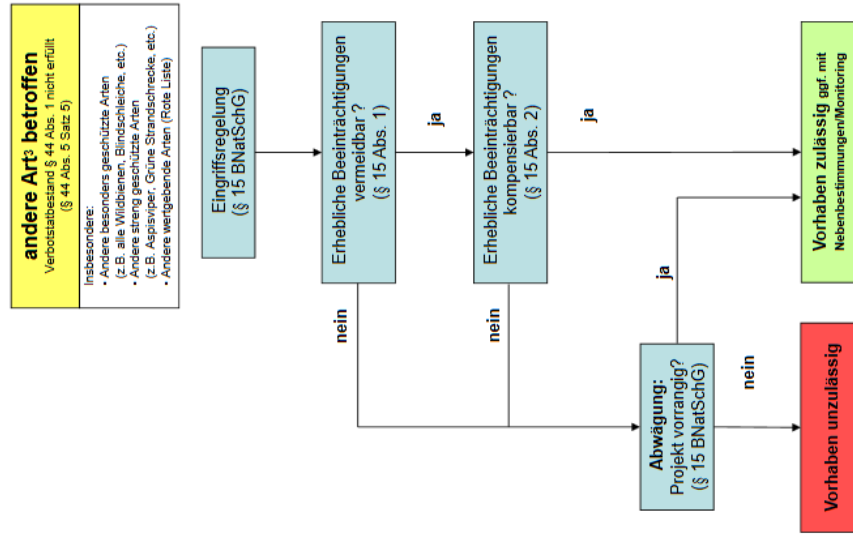 andere Art³ betroffen
Verbotstatbestand § 44 Abs. 1 nicht erfüllt
(§ 44 Abs. 5 Satz 5)
Insbesondere:
• Andere besonders geschützte Arten
(z.B. alle Wildbienen, Blindschleiche, etc.)
• Andere streng geschützte Arten
(z.B. Aspisviper, Grüne Strandschrecke, etc.)
• Andere wertgebende Arten (Rote Liste)
Eingriffsregelung
(§ 15 BNatSchG)
Erhebliche Beeinträchtigungen
vermeidbar ?
(§ 15 Abs. 1)
nein
ja
Erhebliche Beeinträchtigungen
kompensierbar ?
(§ 15 Abs. 2)
nein
ja
Abwägung:
Projekt vorrangig?
(§ 15 BNatSchG)
ja
nein
Vorhaben unzulässig
Vorhaben zulässig ggf. mit
Nebenbestimmungen/Monitoring